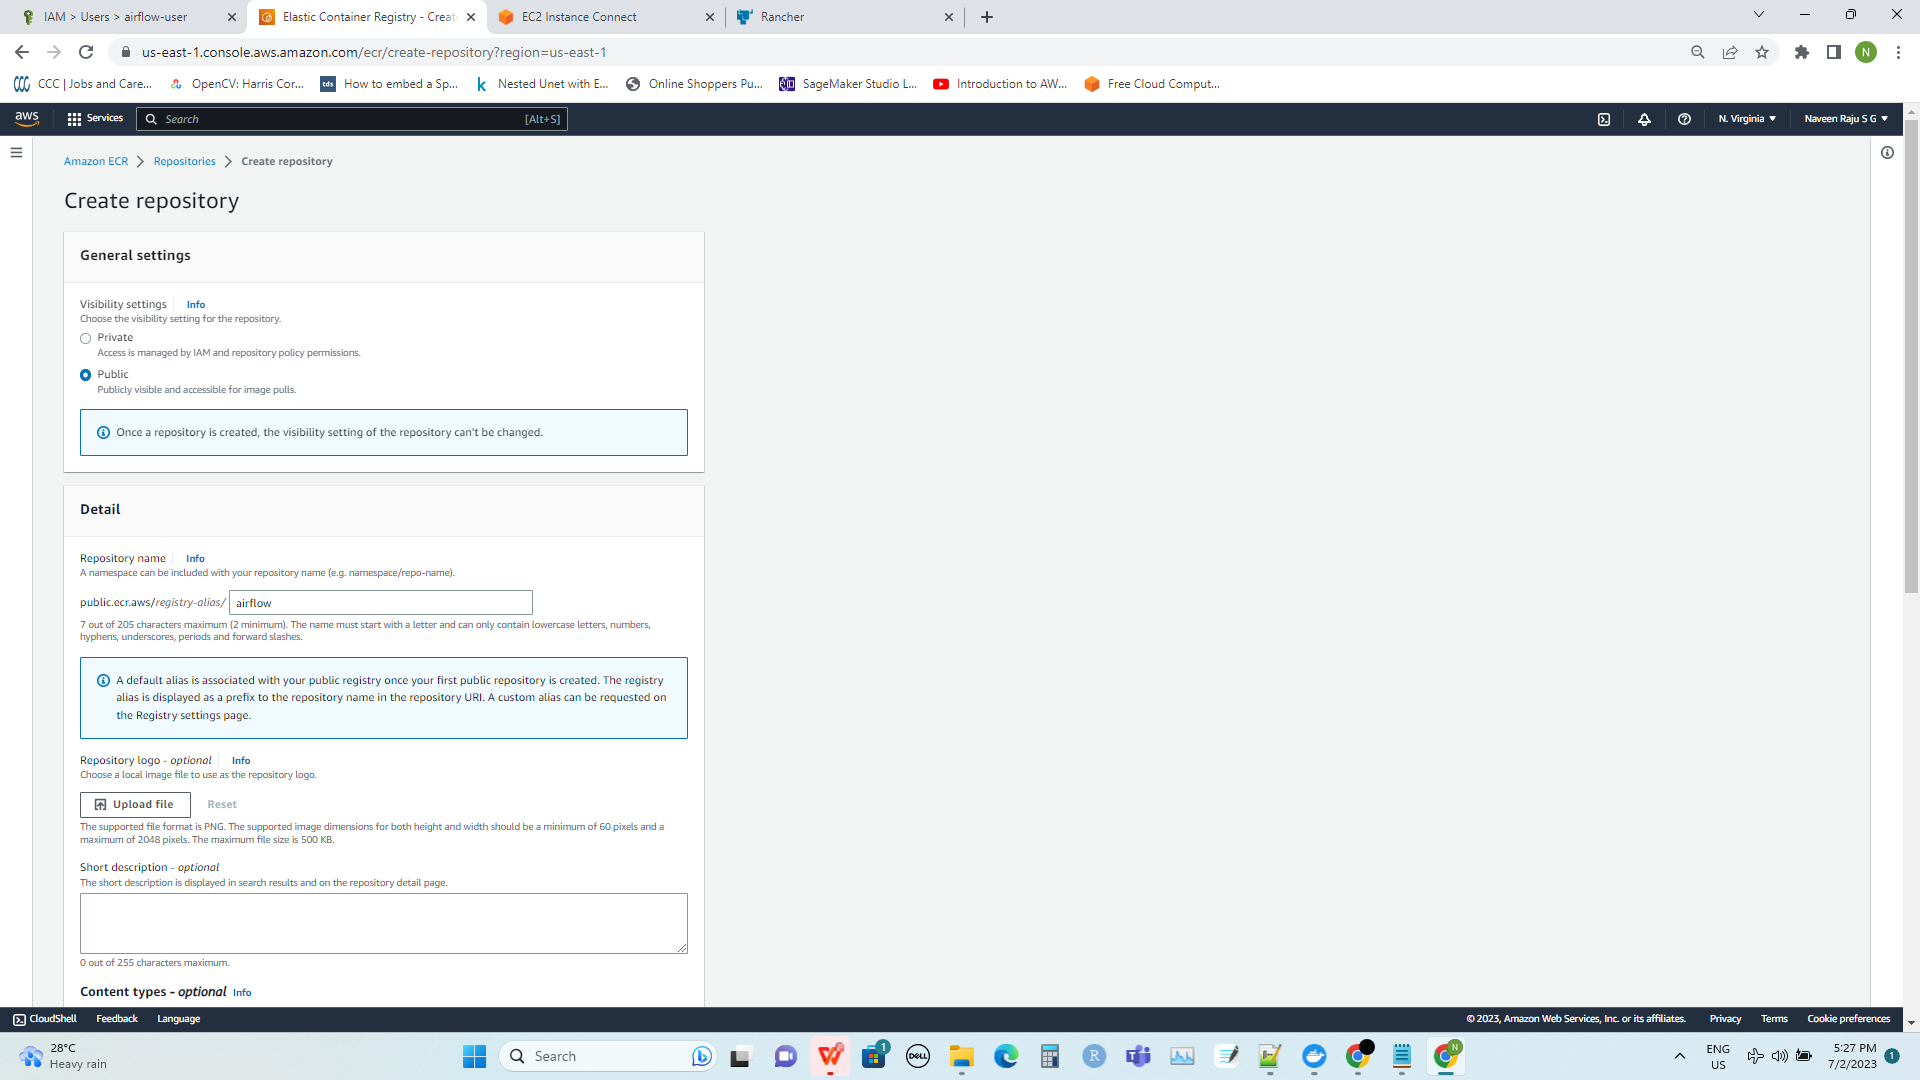 IAM > Users > airflow-user
Elastic Container Registry - Creat
EC2 Instance Connect
Rancher
us-east-1.console.aws.amazon.com/ecr/create-repository?region=us-east-1
N
CCC | Jobs and Care...
OpenCV: Harris Cor...
tds How to embed a Sp...
k Nested Unet with E...
Online Shoppers Pu...
SageMaker Studio L...
Introduction to AW...
Free Cloud Comput...
aws
Services
Search
[Alt+S]
N. Virginia
Naveen Raju S G
Amazon ECR
Repositories
Create repository
Create repository
General settings
Visibility settings
Info
Choose the visibility setting for the repository.
Private
Access is managed by IAM and repository policy permissions.
Public
Publicly visible and accessible for image pulls.
Once a repository is created, the visibility setting of the repository can't be changed.
Detail
Repository name
Info
A namespace can be included with your repository name (e.g. namespace/repo-name).
public.ecr.aws/registry-alias/
airflow
7 out of 205 characters maximum (2 minimum). The name must start with a letter and can only contain lowercase letters, numbers,
hyphens, underscores, periods and forward slashes.
A default alias is associated with your public registry once your first public repository is created. The registry
alias is displayed as a prefix to the repository name in the repository URI. A custom alias can be requested on
the Registry settings page.
Repository logo - optional
Info
Choose a local image file to use as the repository logo.
Upload file
Reset
The supported file format is PNG. The supported image dimensions for both height and width should be a minimum of 60 pixels and a
maximum of 2048 pixels. The maximum file size is 500 KB.
Short description - optional
The short description is displayed in search results and on the repository detail page.
0 out of 255 characters maximum.
Content types - optional
Info
CloudShell
Feedback
Language
© 2023, Amazon Web Services, Inc. or its affiliates.
Privacy
Terms
Cookie preferences
28°C
Heavy rain
Search
1
DELL
R
N
ENG
US
5:27 PM
7/2/2023
1